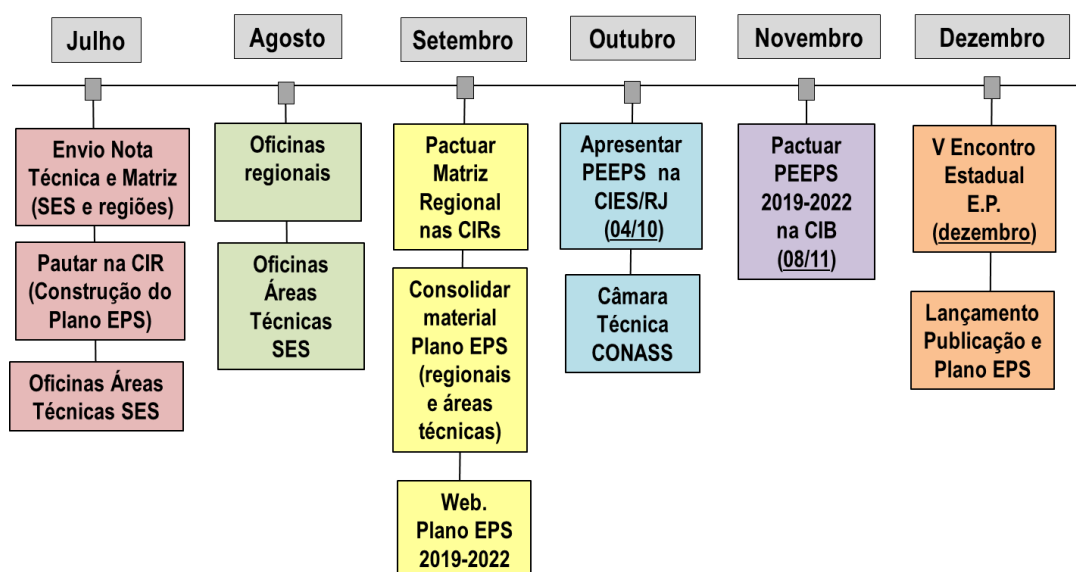 Julho
Agosto
Setembro
Outubro
Novembro
Dezembro
Envio Nota
Técnica e Matriz
(SES e regiões)
Pautar na CIR
(Construção do
Plano EPS)
Oficinas Áreas
Técnicas SES
Oficinas
regionais
Oficinas
Áreas
Técnicas
SES
Pactuar
Matriz
Regional
nas CIRs
Consolidar
material
Plano EPS
(regionais
e áreas
técnicas)
Web.
Plano EPS
2019-2022
Apresentar
PEEPS na
CIES/RJ
(04/10)
Câmara
Técnica
CONASS
Pactuar
PEEPS
2019-2022
na CIB
(08/11)
V Encontro
Estadual
E.P.
(dezembro)
Lançamento
Publicação e
Plano EPS